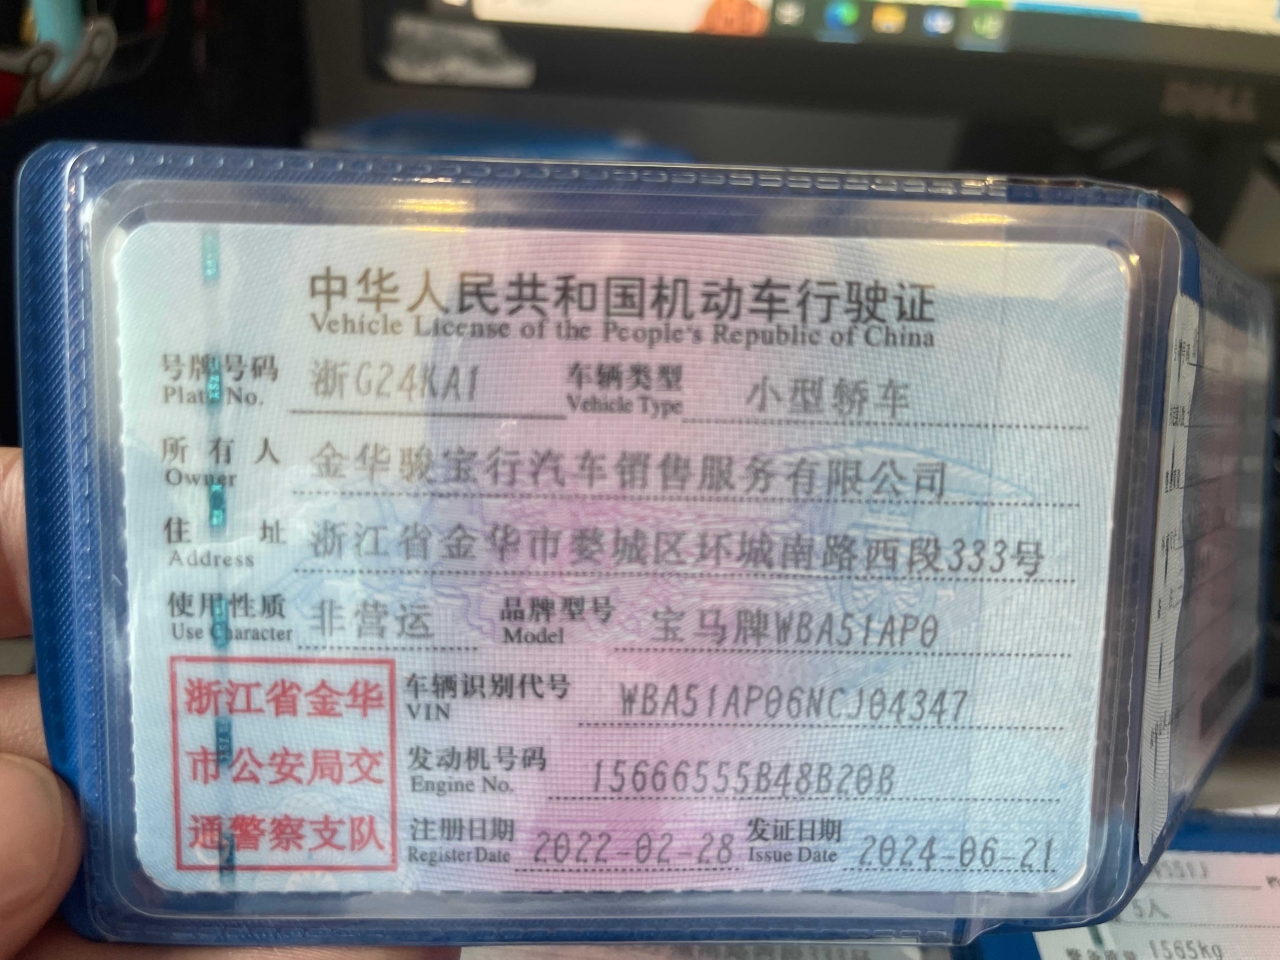 DELL
中华人民共和国机动车行驶证
Vehicle License of the People's Republic of China
号牌号码 浙G24KA1 车辆类型 小型轿车
Plate No. Vehicle Type
所有人 金华骏宝行汽车销售服务有限公司
Owner
住址 浙江省金华市婺城区环城南路西段333号
Address
使用性质 非营运 品牌型号 宝马牌WBA51AP0
Use Character Model
浙江省金华
市公安局交
通警察支队
车辆识别代号 WBA51AP06NCJ04347
VIN
发动机号码 15666555B48B20B
Engine No.
注册日期 2022-02-28 发证日期 2024-06-21
Register Date Issue Date
5人
1565kg